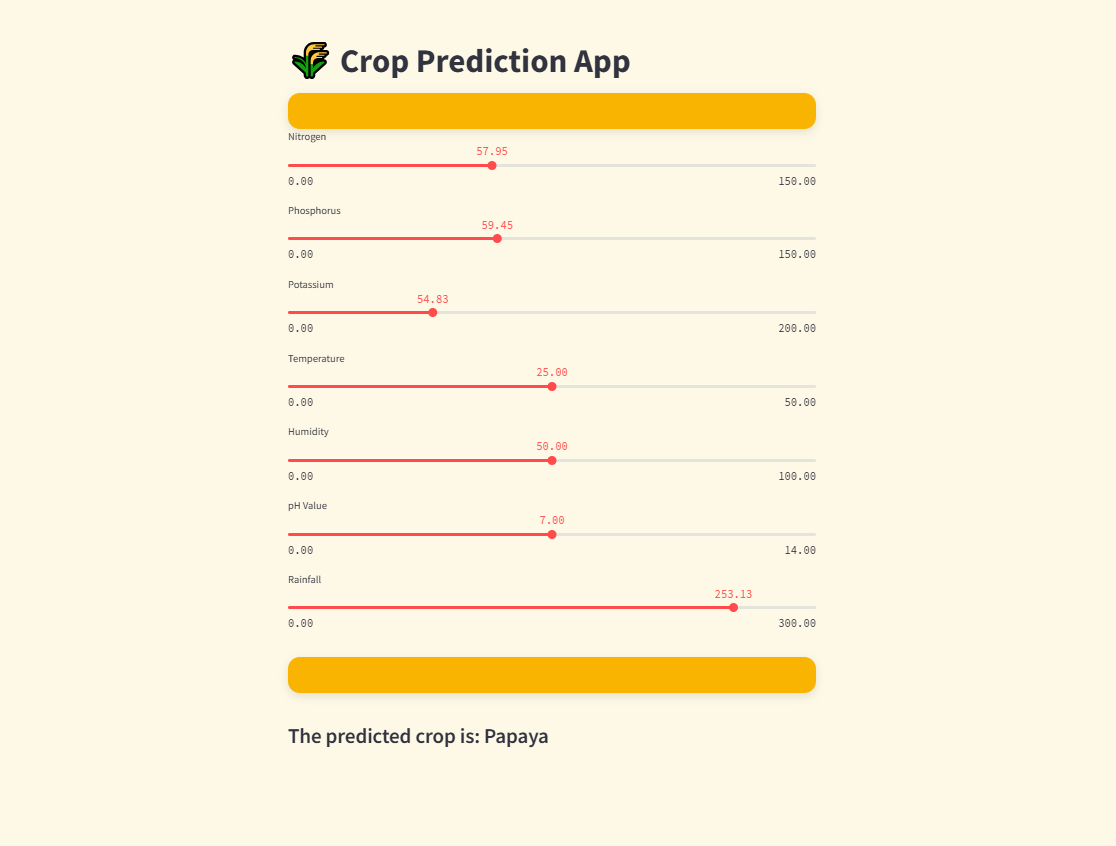 Crop Prediction App
Nitrogen
57.95
0.00 150.00
Phosphorus
59.45
0.00 150.00
Potassium
54.83
0.00 200.00
Temperature
25.00
0.00 50.00
Humidity
50.00
0.00 100.00
pH Value
7.00
0.00 14.00
Rainfall
253.13
0.00 300.00
The predicted crop is: Papaya